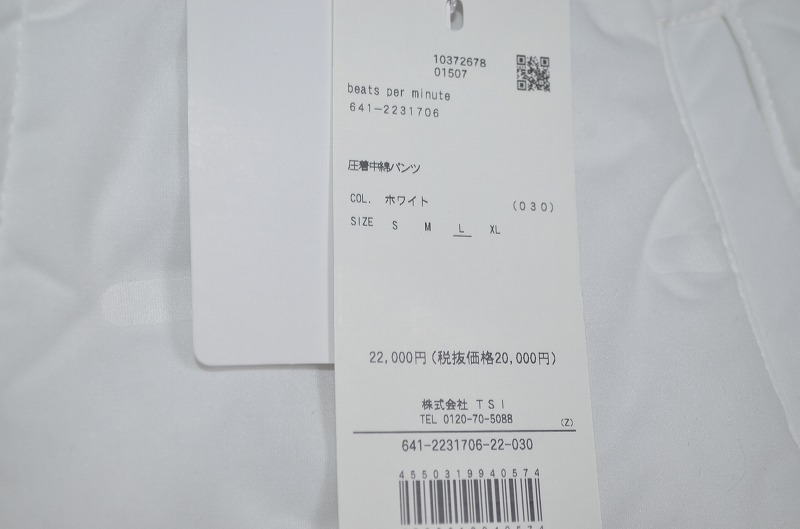 10372678
01507
beats per minute
641-2231706
圧着中綿パンツ
COL. ホワイト (030)
SIZE S M L XL
22,000円(税抜価格20,000円)
株式会社 TSI
TEL 0120-70-5088
(Z)
641-2231706-22-030
4550319940574